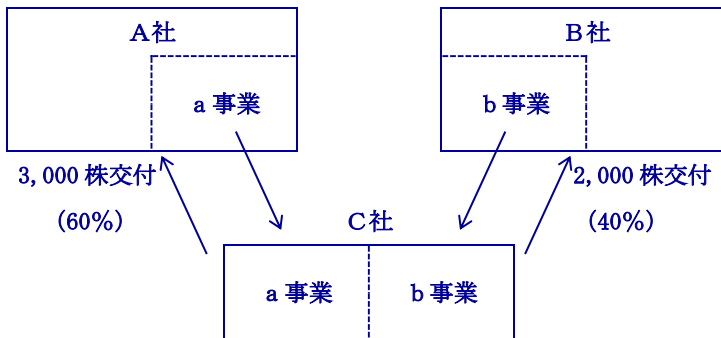 A社
B社
a 事業
b 事業
3,000 株交付
(60%)
2,000 株交付
(40%)
C社
a 事業
b 事業